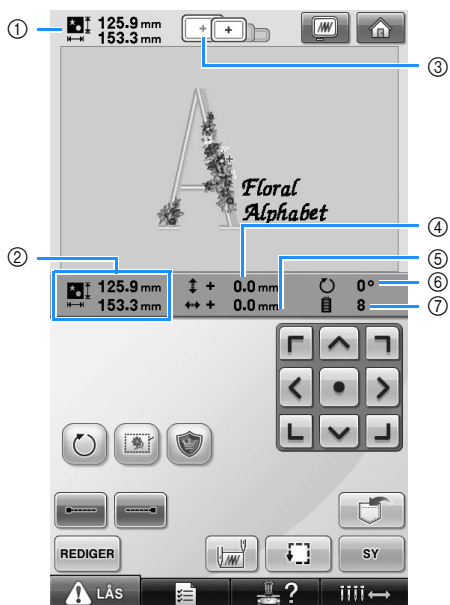 ① 125.9 mm
153.3 mm
③
Floral
Alphabet
④
② ⑤
125.9 mm + 0.0 mm 0° ⑥
153.3 mm + 0.0 mm 8 ⑦
REDIGER SY
LÅS ?